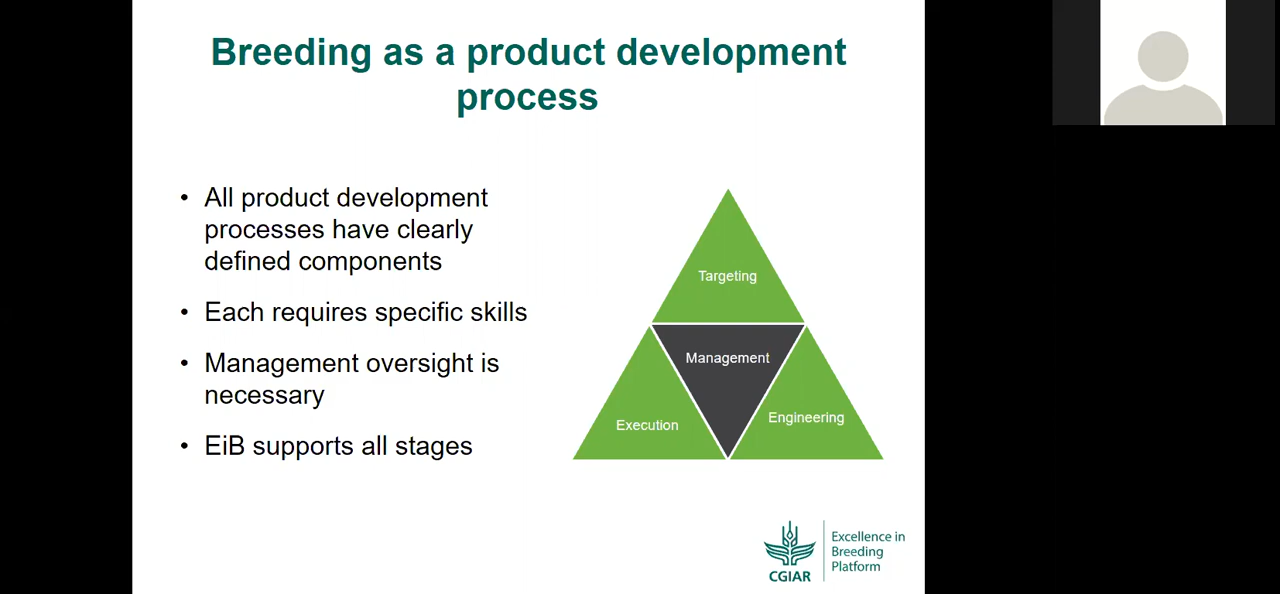 Breeding as a product development
process
• All product development
processes have clearly
defined components
• Each requires specific skills
• Management oversight is
necessary
• EiB supports all stages
Targeting
Management
Execution
Engineering
CGIAR
Excellence in
Breeding
Platform